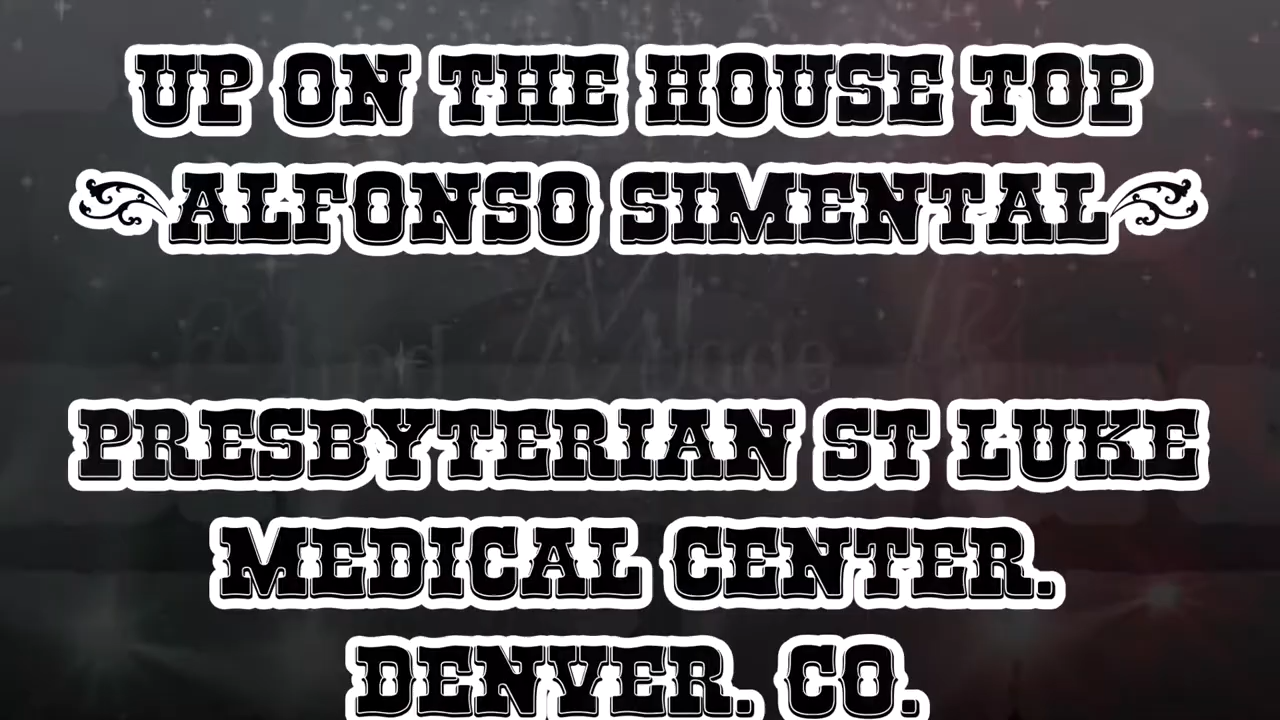 UP ON THE HOUSE TOP
ALFONSO SIMENTAL
PRESBYTERIAN ST LUKE
MEDICAL CENTER.
DENVER. CO.